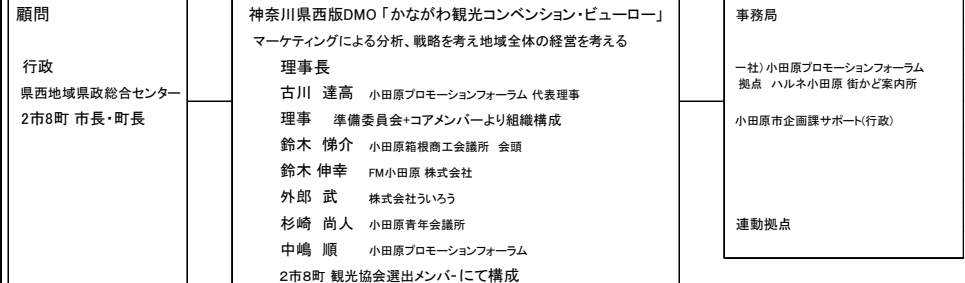 顧問
行政
県西地域県政総合センター
2市8町 市長・町長
神奈川県西版DMO「かながわ観光コンベンション・ビューロー」
マーケティングによる分析、戦略を考え地域全体の経営を考える
理事長
古川 達高 小田原プロモーションフォーラム 代表理事
理事 準備委員会+コアメンバーより組織構成
鈴木 悌介 小田原箱根商工会議所 会頭
鈴木 伸幸 FM小田原 株式会社
外郎 武 株式会社ういろう
杉崎 尚人 小田原青年会議所
中嶋 順 小田原プロモーションフォーラム
2市8町 観光協会選出メンバ-にて構成
事務局
一社)小田原プロモーションフォーラム
拠点 ハルネ小田原 街かど案内所
小田原市企画課サポート(行政)
連動拠点